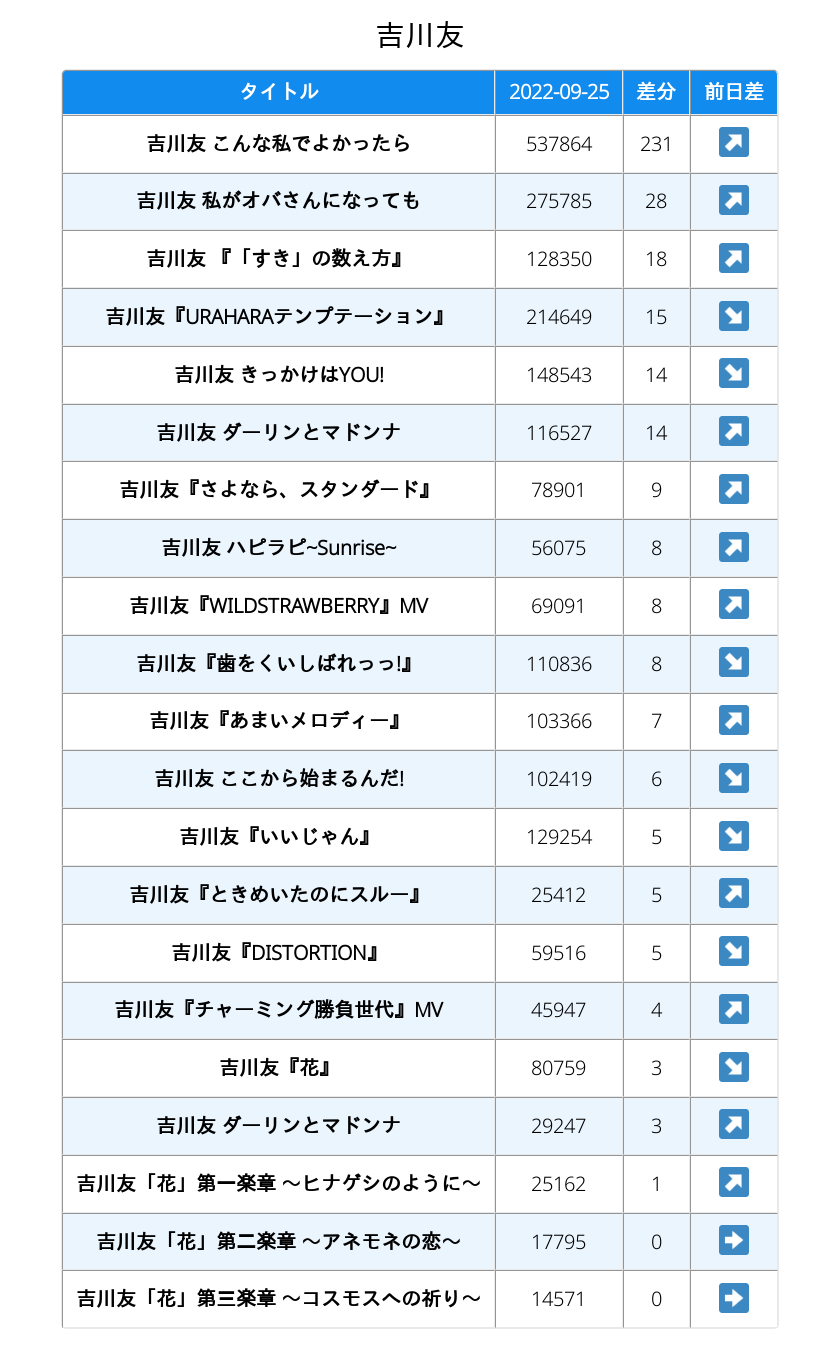 吉川友
タイトル 2022-09-25 差分 前日差
吉川友 こんな私でよかったら 537864 231 ↗
吉川友 私がオバさんになっても 275785 28 ↗
吉川友 『「すき」の数え方』 128350 18 ↗
吉川友『URAHARAテンプテーション』 214649 15 ↘
吉川友 きっかけはYOU! 148543 14 ↘
吉川友 ダーリンとマドンナ 116527 14 ↗
吉川友『さよなら、スタンダード』 78901 9 ↗
吉川友 ハピラピ~Sunrise~ 56075 8 ↗
吉川友『WILDSTRAWBERRY』MV 69091 8 ↗
吉川友『歯をくいしばれっっ!』 110836 8 ↘
吉川友『あまいメロディー』 103366 7 ↗
吉川友 ここから始まるんだ! 102419 6 ↘
吉川友『いいじゃん』 129254 5 ↘
吉川友『ときめいたのにスルー』 25412 5 ↗
吉川友『DISTORTION』 59516 5 ↘
吉川友『チャーミング勝負世代』MV 45947 4 ↗
吉川友『花』 80759 3 ↘
吉川友 ダーリンとマドンナ 29247 3 ↗
吉川友「花」第一楽章 ～ヒナゲシのように～ 25162 1 ↗
吉川友「花」第二楽章 ～アネモネの恋～ 17795 0 →
吉川友「花」第三楽章 ～コスモスへの祈り～ 14571 0 →